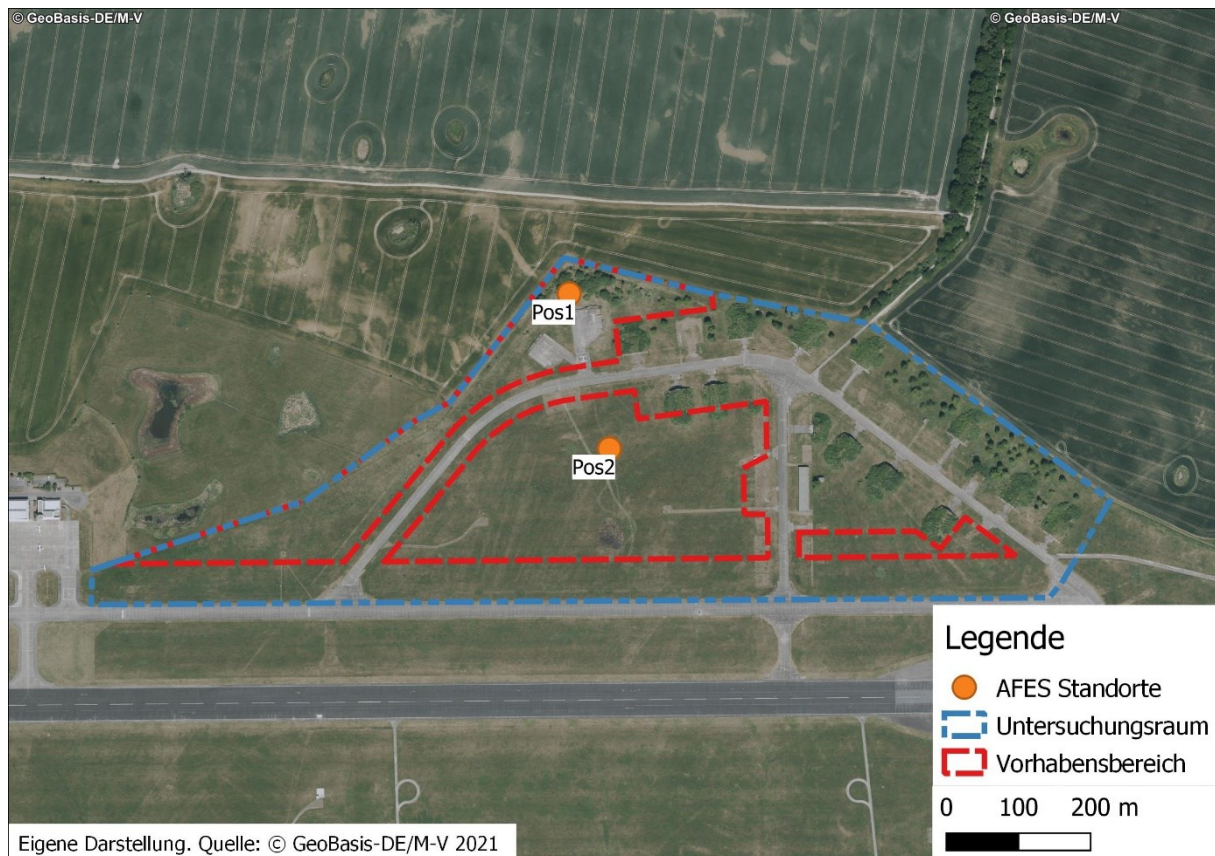 © GeoBasis-DE/M-V
© GeoBasis-DE/M-V
Pos1
Pos2
Legende
AFES Standorte
Untersuchungsraum
Vorhabensbereich
0 100 200 m
Eigene Darstellung. Quelle: © GeoBasis-DE/M-V 2021